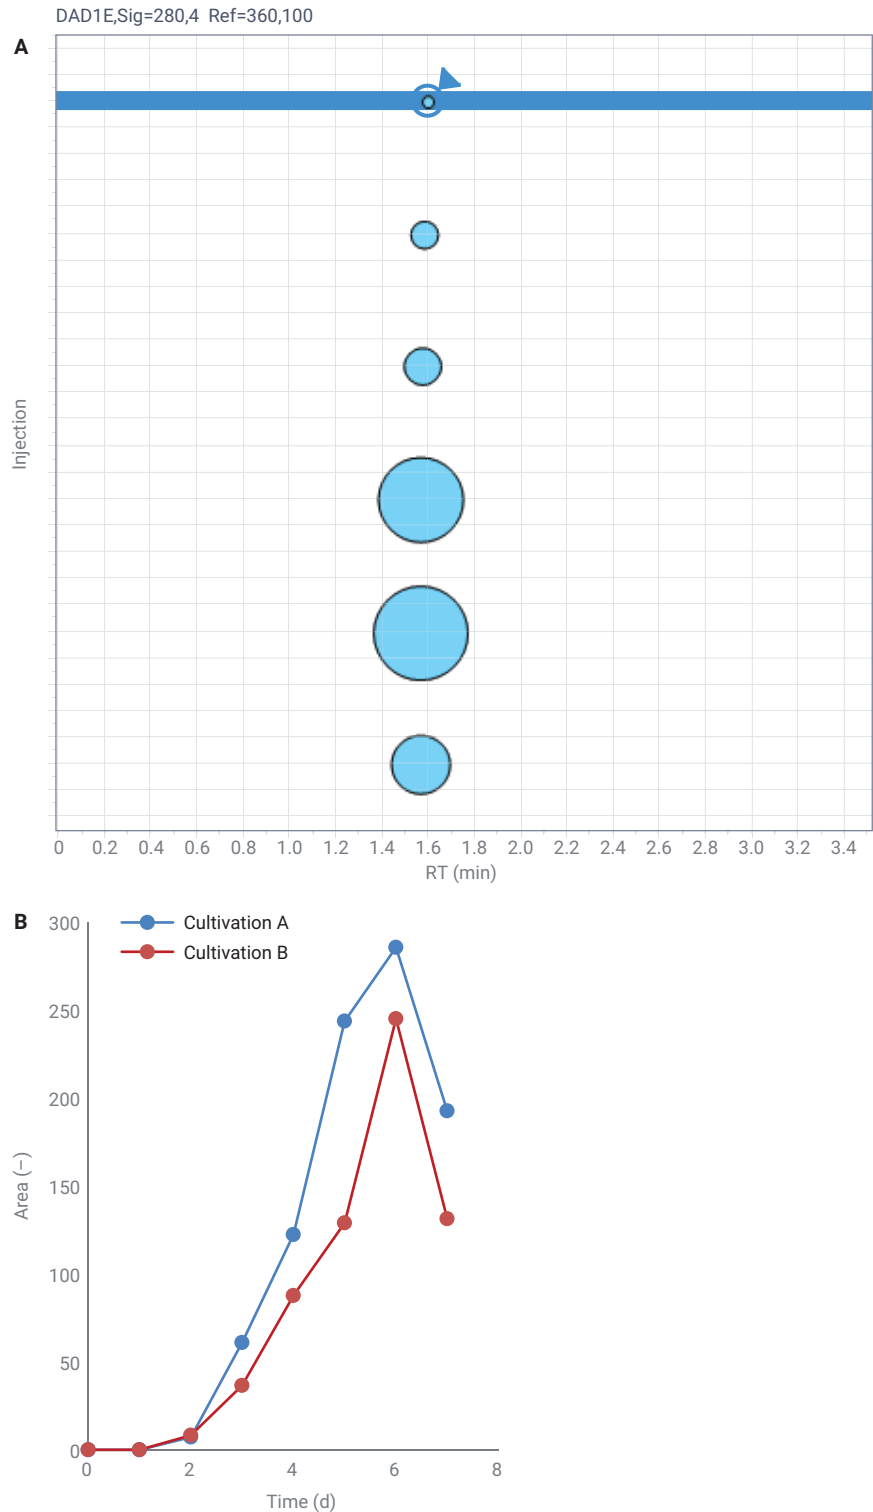 DAD1E,Sig=280,4 Ref=360,100
A
Injection
0 0.2 0.4 0.6 0.8 1.0 1.2 1.4 1.6 1.8 2.0 2.2 2.4 2.6 2.8 3.0 3.2 3.4
RT (min)
B
Cultivation A
Cultivation B
300
250
200
150
100
50
0
Area (–)
0 2 4 6 8
Time (d)